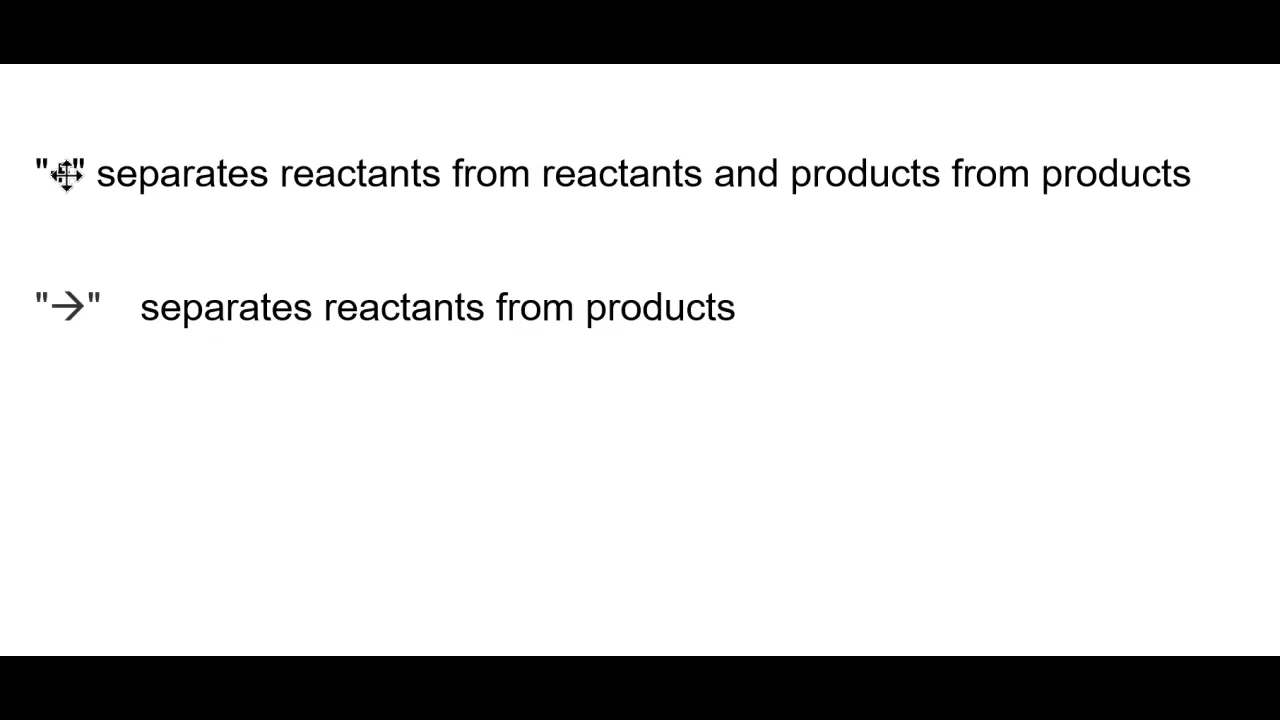 "+" separates reactants from reactants and products from products
"→" separates reactants from products